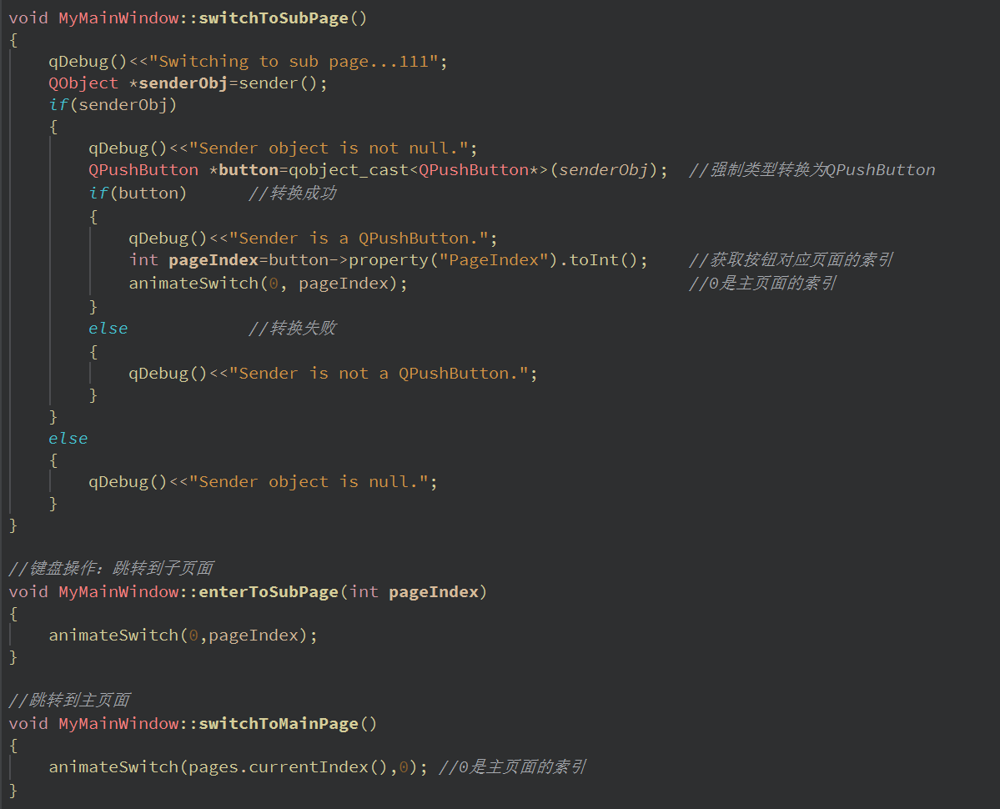 void MyMainWindow::switchToSubPage()
{
    qDebug()<<"Switching to sub page...111";
    QObject *senderObj=sender();
    if(senderObj)
    {
        qDebug()<<"Sender object is not null.";
        QPushButton *button=qobject_cast<QPushButton*>(senderObj);  //强制类型转换为QPushButton
        if(button)      //转换成功
        {
            qDebug()<<"Sender is a QPushButton.";
            int pageIndex=button->property("PageIndex").toInt();    //获取按钮对应页面的索引
            animateSwitch(0, pageIndex);                            //0是主页面的索引
        }
        else            //转换失败
        {
            qDebug()<<"Sender is not a QPushButton.";
        }
    }
    else
    {
        qDebug()<<"Sender object is null.";
    }
}

//键盘操作：跳转到子页面
void MyMainWindow::enterToSubPage(int pageIndex)
{
    animateSwitch(0,pageIndex);
}

//跳转到主页面
void MyMainWindow::switchToMainPage()
{
    animateSwitch(pages.currentIndex(),0); //0是主页面的索引
}